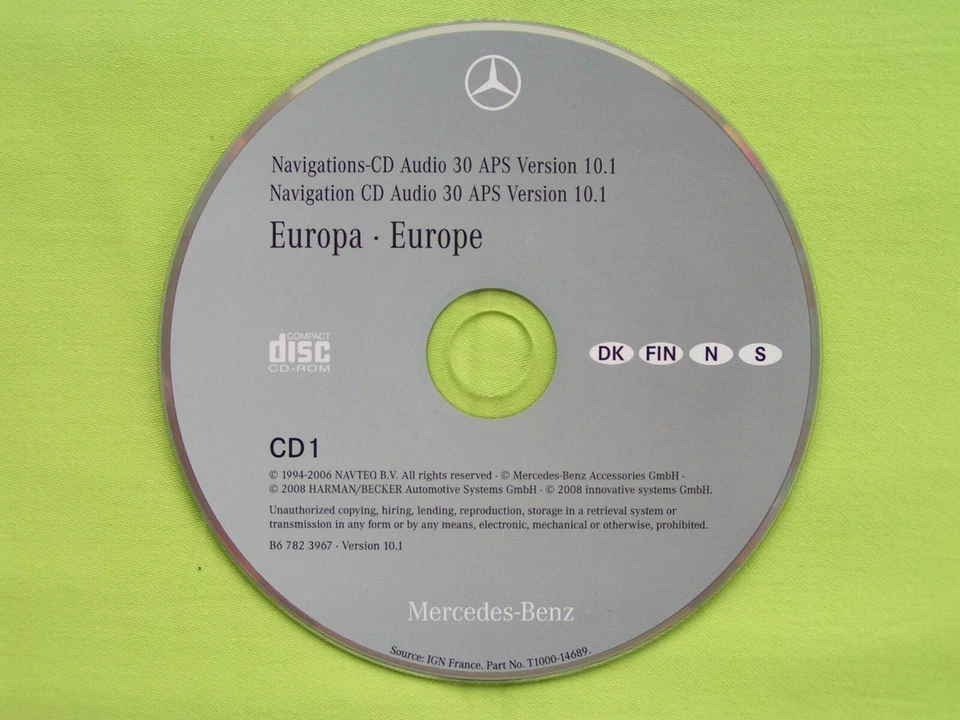 Navigations-CD Audio 30 APS Version 10.1
Navigation CD Audio 30 APS Version 10.1
Europa · Europe
COMPACT
disc
CD-ROM
DK FIN N S
CD 1
© 1994-2006 NAVTEQ B.V. All rights reserved · © Mercedes-Benz Accessories GmbH ·
© 2008 HARMAN/BECKER Automotive Systems GmbH · © 2008 innovative systems GmbH.
Unauthorized copying, hiring, lending, reproduction, storage in a retrieval system or
transmission in any form or by any means, electronic, mechanical or otherwise, prohibited.
B6 782 3967 · Version 10.1
Mercedes-Benz
Source: IGN France. Part No. T1000-14689.